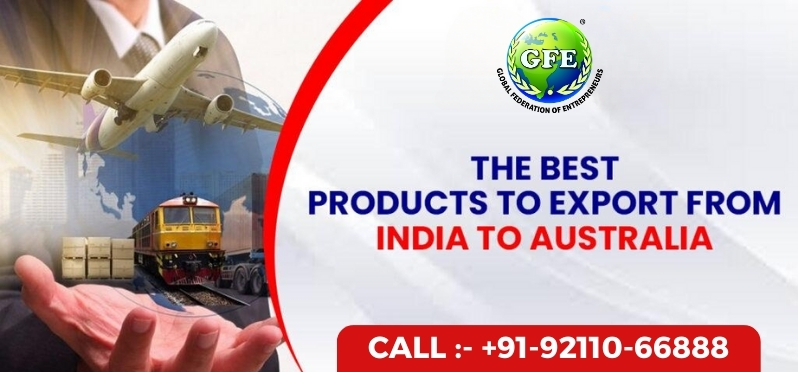 ®
GFE
GLOBAL FEDERATION OF ENTREPRENEURS
THE BEST
PRODUCTS TO EXPORT FROM
INDIA TO AUSTRALIA
CALL :- +91-92110-66888